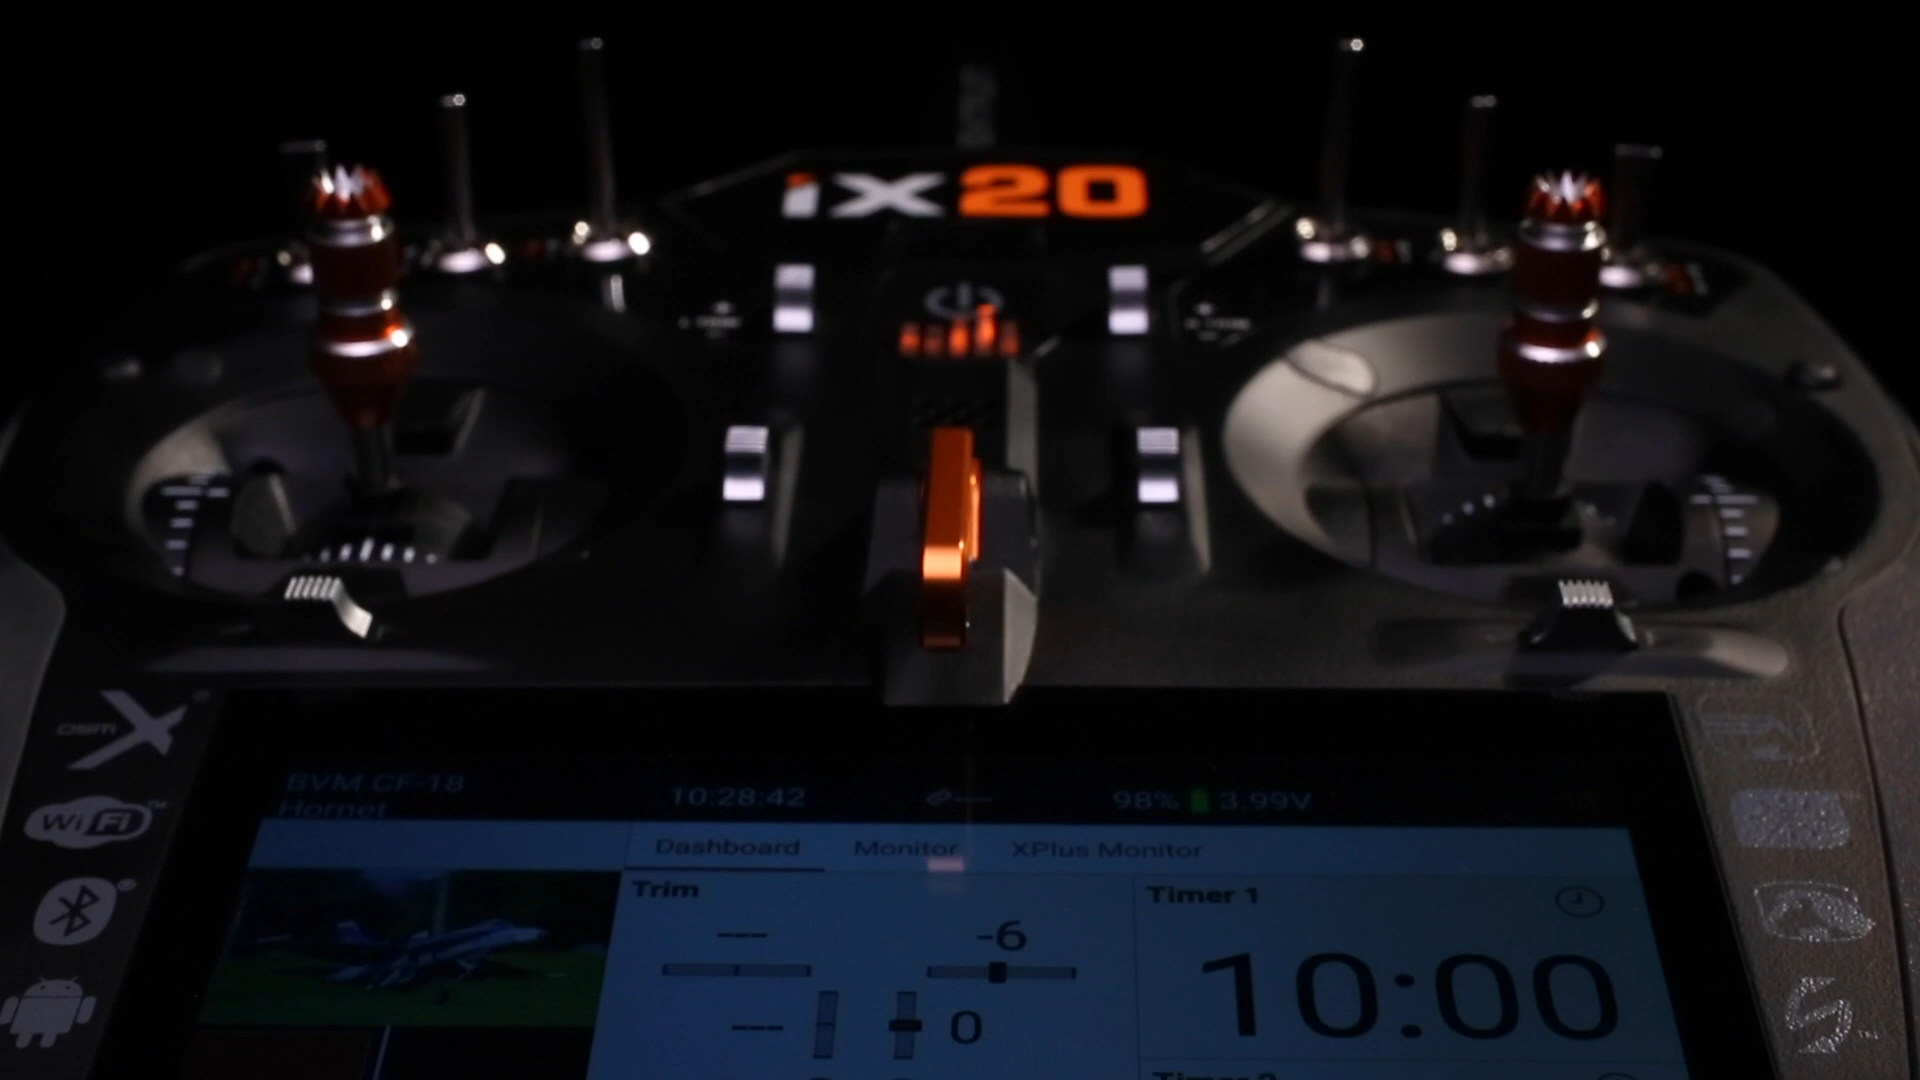 iX20
DSM X®
WiFi™
BVM CF-18
Hornet
10:28:42
98%
3.99V
Dashboard
Monitor
XPlus Monitor
Trim
---
-6
---
0
Timer 1
10:00